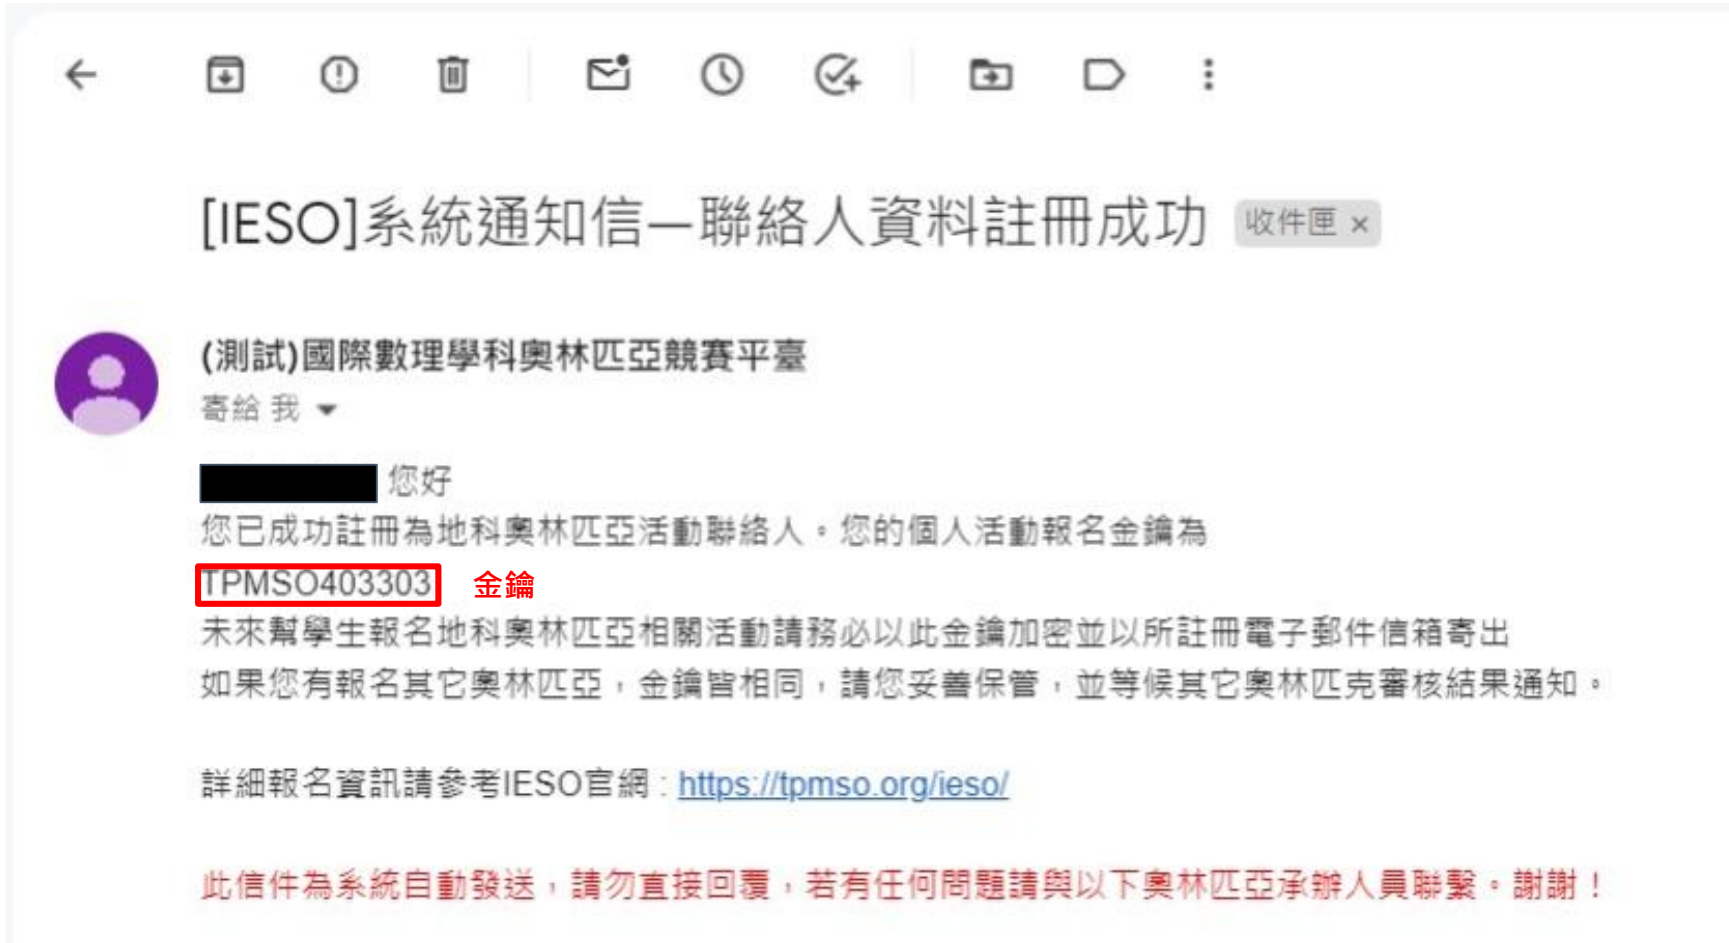 [IESO]系統通知信—聯絡人資料註冊成功 收件匣 ×
(測試)國際數理學科奧林匹亞競賽平臺
寄給 我
您好
您已成功註冊為地科奧林匹亞活動聯絡人。您的個人活動報名金鑰為
TPMSO403303 金鑰
未來幫學生報名地科奧林匹亞相關活動請務必以此金鑰加密並以所註冊電子郵件信箱寄出
如果您有報名其它奧林匹亞，金鑰皆相同，請您妥善保管，並等候其它奧林匹克審核結果通知。
詳細報名資訊請參考IESO官網 : https://tpmso.org/ieso/
此信件為系統自動發送，請勿直接回覆，若有任何問題請與以下奧林匹亞承辦人員聯繫。謝謝！